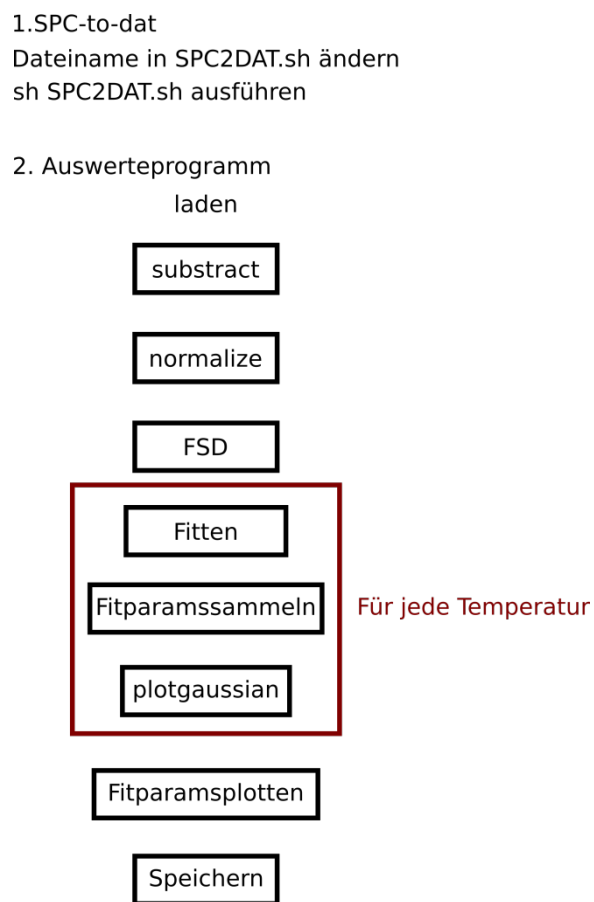 1.SPC-to-dat
Dateiname in SPC2DAT.sh ändern
sh SPC2DAT.sh ausführen
2. Auswerteprogramm
laden
substract
normalize
FSD
Fitten
Fitparamssammeln
Für jede Temperatur
plotgaussian
Fitparamsplotten
Speichern